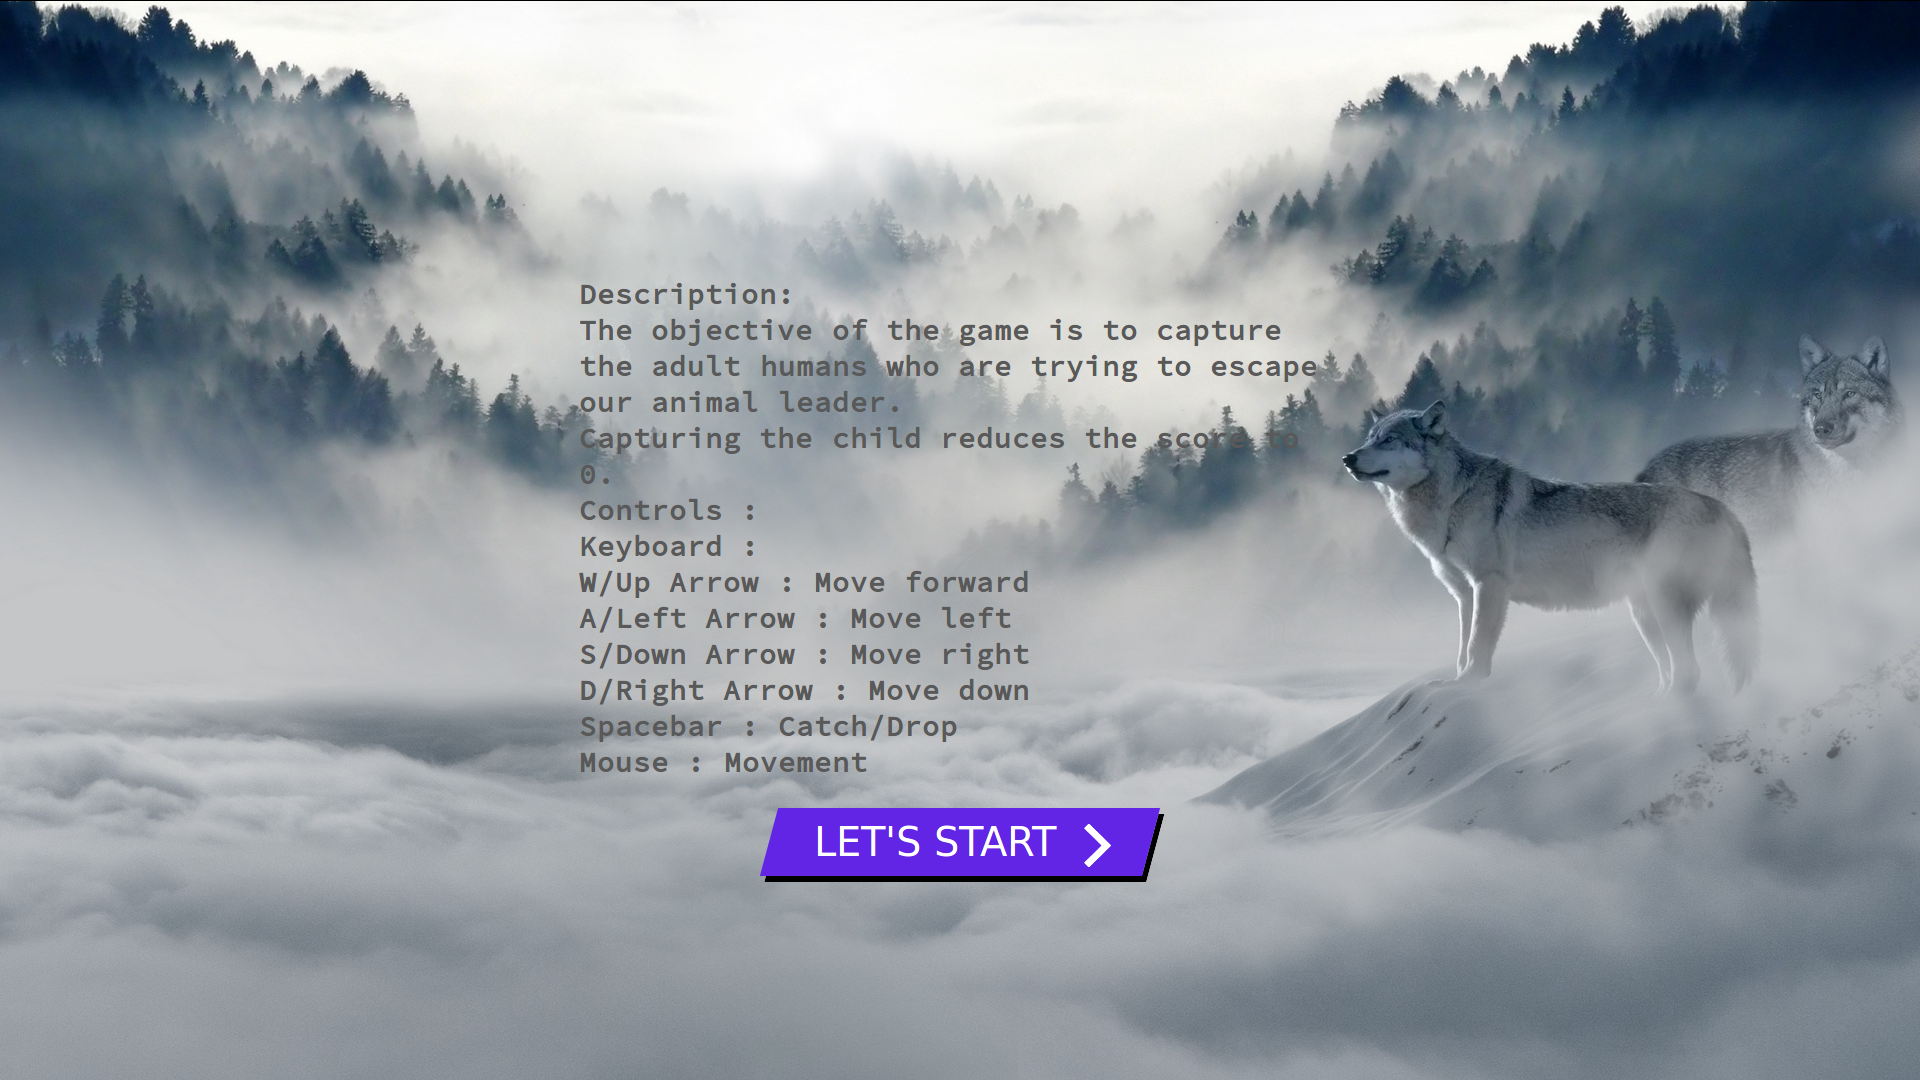 Description:
The objective of the game is to capture
the adult humans who are trying to escape
our animal leader.
Capturing the child reduces the score to
0.
Controls :
Keyboard :
W/Up Arrow : Move forward
A/Left Arrow : Move left
S/Down Arrow : Move right
D/Right Arrow : Move down
Spacebar : Catch/Drop
Mouse : Movement
LET'S START